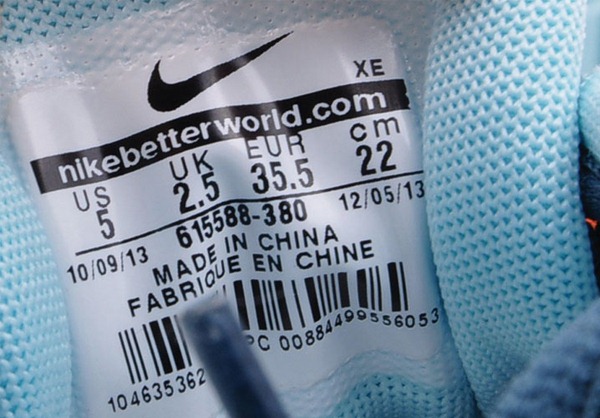 XE
nikebetterworld.com
US UK EUR cm
5 2.5 35.5 22
10/09/13 615588-380 12/05/13
MADE IN CHINA
FABRIQUE EN CHINE
104635362 PC 00884499556053